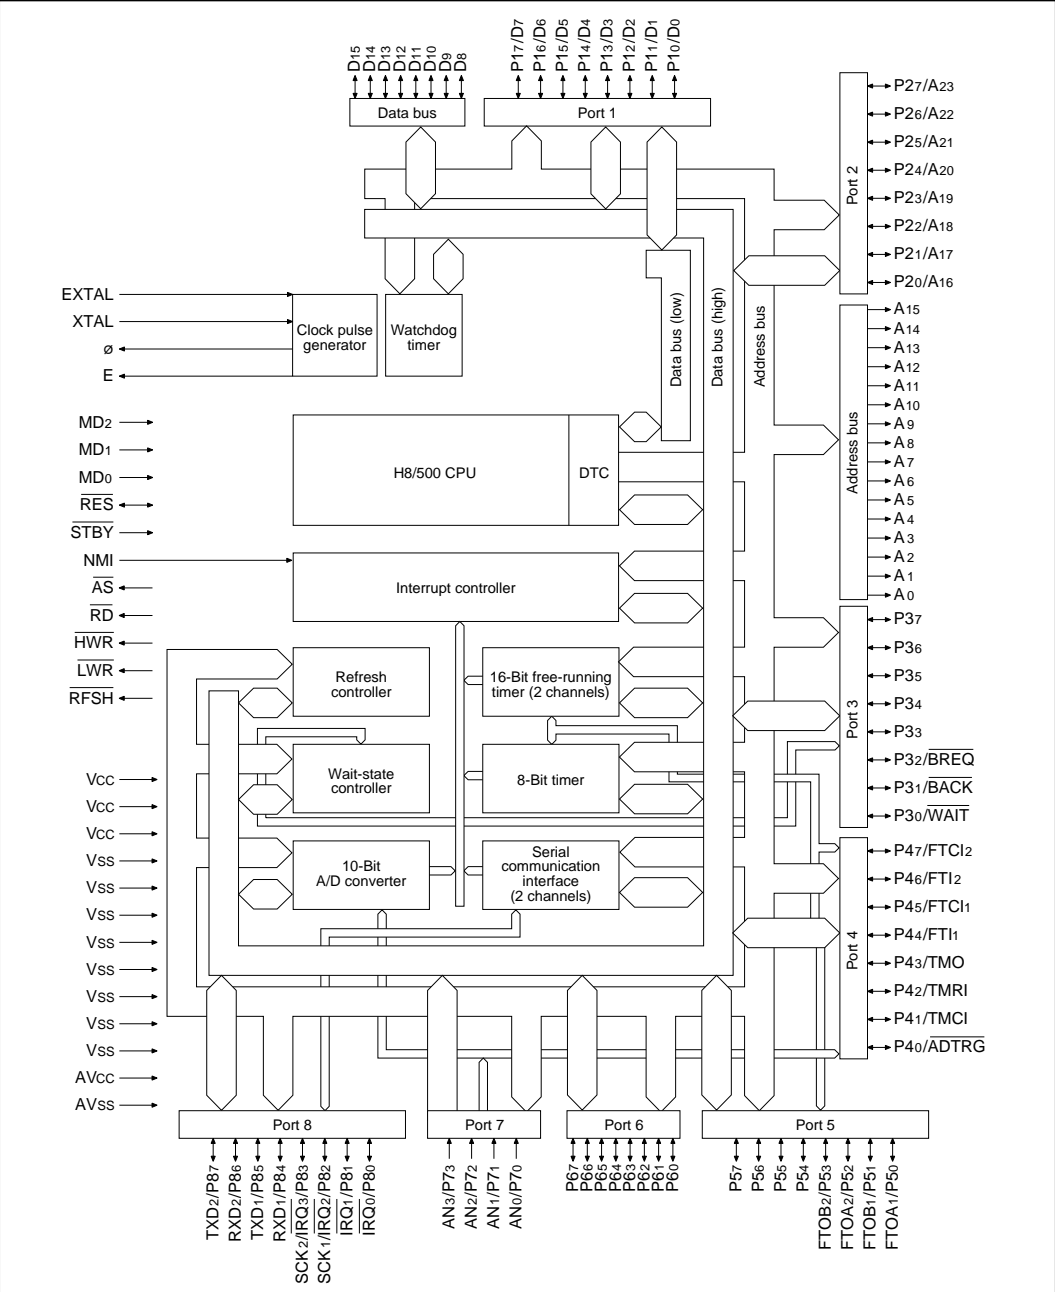 D15
D14
D13
D12
D11
D10
D9
D8
P17/D7
P16/D6
P15/D5
P14/D4
P13/D3
P12/D2
P11/D1
P10/D0
Data bus
Port 1
Port 2
P27/A23
P26/A22
P25/A21
P24/A20
P23/A19
P22/A18
P21/A17
P20/A16
EXTAL
XTAL
ø
E
Clock pulse
generator
Watchdog
timer
Data bus (low)
Data bus (high)
Address bus
Address bus
A15
A14
A13
A12
A11
A10
A9
A8
A7
A6
A5
A4
A3
A2
A1
A0
MD2
MD1
MD0
RES
STBY
NMI
AS
RD
HWR
LWR
RFSH
H8/500 CPU
DTC
Interrupt controller
Refresh
controller
16-Bit free-running
timer (2 channels)
Wait-state
controller
8-Bit timer
10-Bit
A/D converter
Serial
communication
interface
(2 channels)
Port 3
P37
P36
P35
P34
P33
P32/BREQ
P31/BACK
P30/WAIT
Port 4
P47/FTCI2
P46/FTI2
P45/FTCI1
P44/FTI1
P43/TMO
P42/TMRI
P41/TMCI
P40/ADTRG
VCC
VCC
VCC
VSS
VSS
VSS
VSS
VSS
VSS
VSS
VSS
AVCC
AVSS
Port 8
Port 7
Port 6
Port 5
TXD2/P87
RXD2/P86
TXD1/P85
RXD1/P84
SCK2/IRQ3/P83
SCK1/IRQ2/P82
IRQ1/P81
IRQ0/P80
AN3/P73
AN2/P72
AN1/P71
AN0/P70
P67
P66
P65
P64
P63
P62
P61
P60
P57
P56
P55
P54
FTOB2/P53
FTOA2/P52
FTOB1/P51
FTOA1/P50